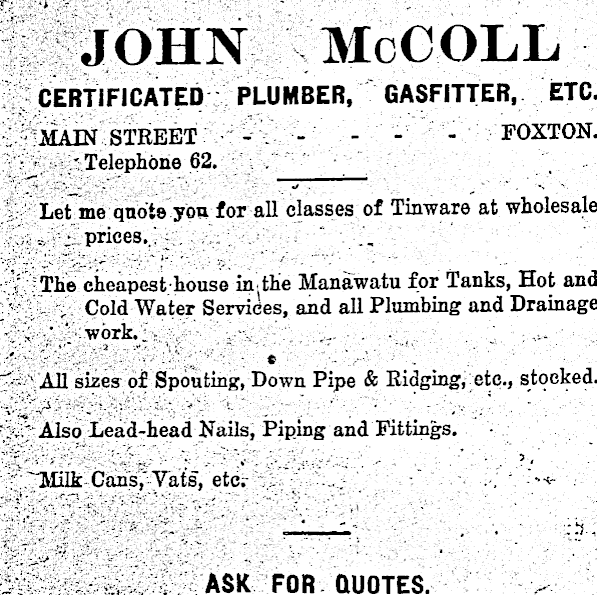 JOHN McCOLL
CERTIFICATED PLUMBER, GASFITTER, ETC.
MAIN STREET - - - - - FOXTON.
Telephone 62.
Let me quote you for all classes of Tinware at wholesale
prices.
The cheapest house in the Manawatu for Tanks, Hot and
Cold Water Services, and all Plumbing and Drainage
work.
All sizes of Spouting, Down Pipe & Ridging, etc., stocked.
Also Lead-head Nails, Piping and Fittings.
Milk Cans, Vats, etc.
ASK FOR QUOTES.